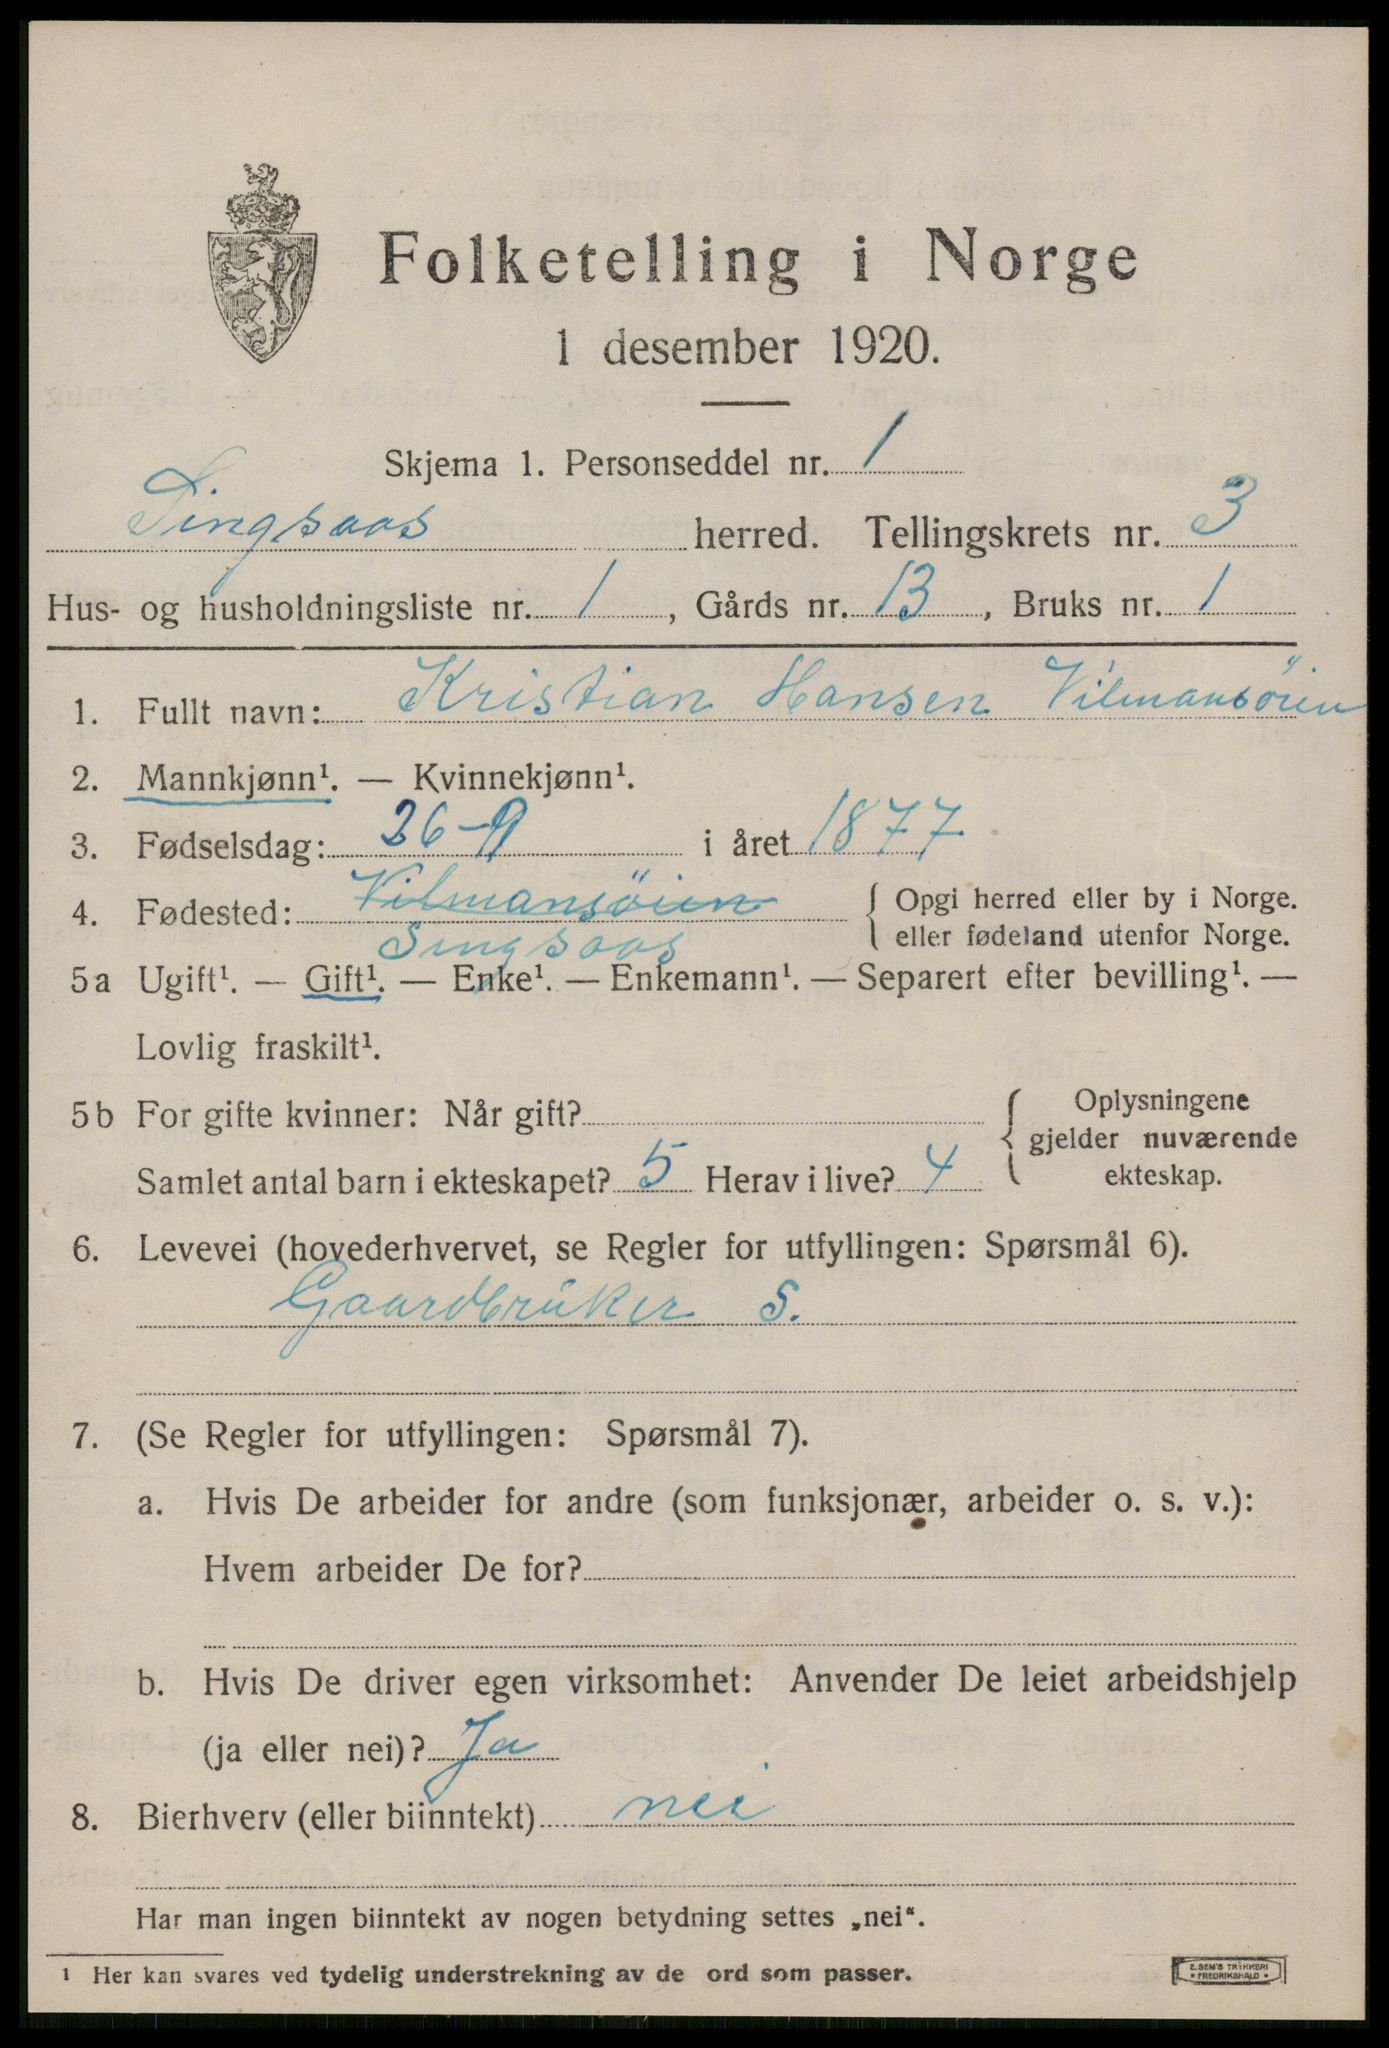 Folketelling i Norge
1 desember 1920.
Skjema 1. Personseddel nr. 1
Singsaas herred. Tellingskrets nr. 3
Hus- og husholdningsliste nr. 1, Gårds nr. 13, Bruks nr. 1
1. Fullt navn: Kristian Hansen Vilmansöien
2. Mannkjønn¹. — Kvinnekjønn¹.
3. Fødselsdag: 26-9 i året 1877
4. Fødested: Vilmansöien { Opgi herred eller by i Norge.
Singsaas eller fødeland utenfor Norge.
5a Ugift¹. — Gift¹. — Enke¹. — Enkemann¹. — Separert efter bevilling¹. —
Lovlig fraskilt¹.
5b For gifte kvinner: Når gift? { Oplysningene
gjelder nuværende
Samlet antal barn i ekteskapet? 5 Herav i live? 4 ekteskap.
6. Levevei (hovederhvervet, se Regler for utfyllingen: Spørsmål 6).
Gaardbrúker S.
7. (Se Regler for utfyllingen: Spørsmål 7).
a. Hvis De arbeider for andre (som funksjonær, arbeider o. s. v.):
Hvem arbeider De for?
b. Hvis De driver egen virksomhet: Anvender De leiet arbeidshjelp
(ja eller nei)? Ja
8. Bierhverv (eller biinntekt) nei
Har man ingen biinntekt av nogen betydning settes „nei“.
1 Her kan svares ved tydelig understrekning av de ord som passer.
E. SEM'S TRYKKERI
• FREDRIKSHALD •